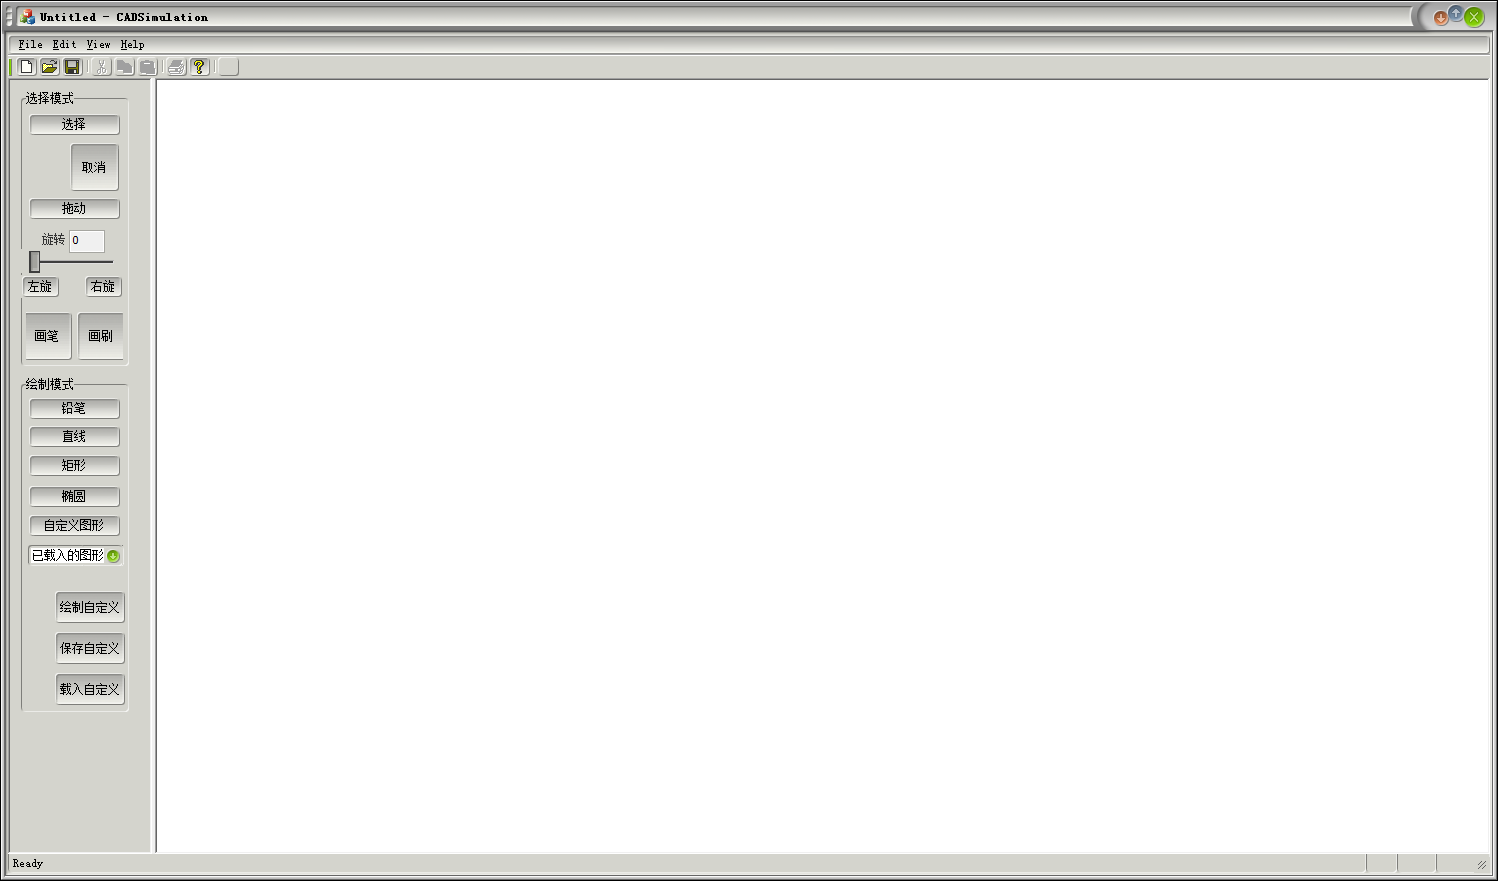 Untitled - CADSimulation
File Edit View Help
选择模式
选择
取消
拖动
旋转 0
左旋 右旋
画笔 画刷
绘制模式
铅笔
直线
矩形
椭圆
自定义图形
已载入的图形
绘制自定义
保存自定义
载入自定义
Ready